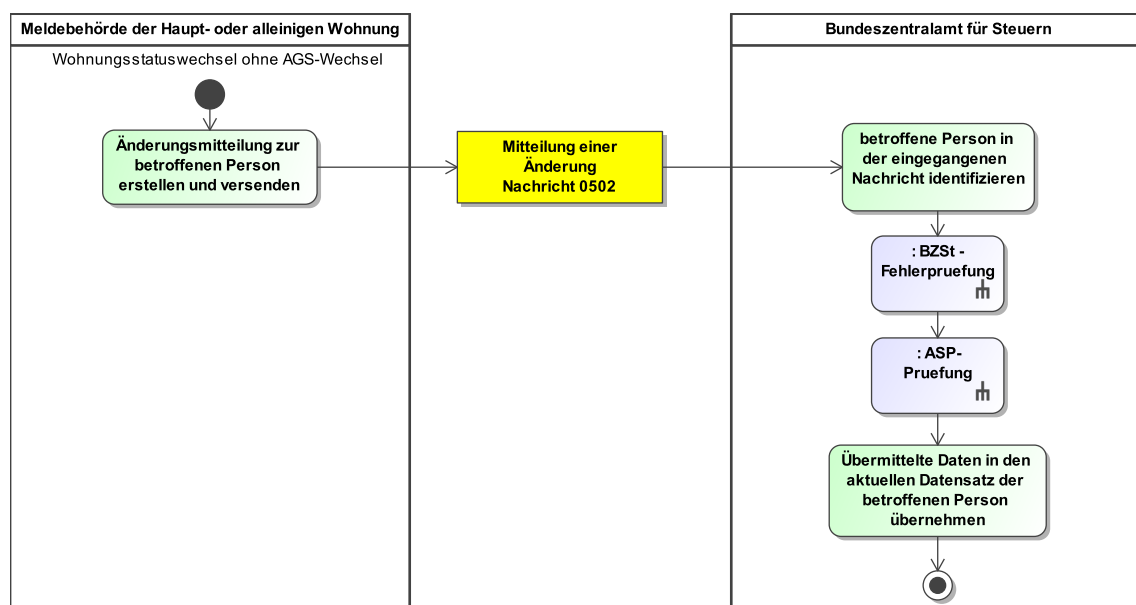 Meldebehörde der Haupt- oder alleinigen Wohnung
Wohnungsstatuswechsel ohne AGS-Wechsel
Änderungsmitteilung zur
betroffenen Person
erstellen und versenden
Mitteilung einer
Änderung
Nachricht 0502
Bundeszentralamt für Steuern
betroffene Person in
der eingegangenen
Nachricht identifizieren
: BZSt -
Fehlerpruefung
: ASP-
Pruefung
Übermittelte Daten in den
aktuellen Datensatz der
betroffenen Person
übernehmen